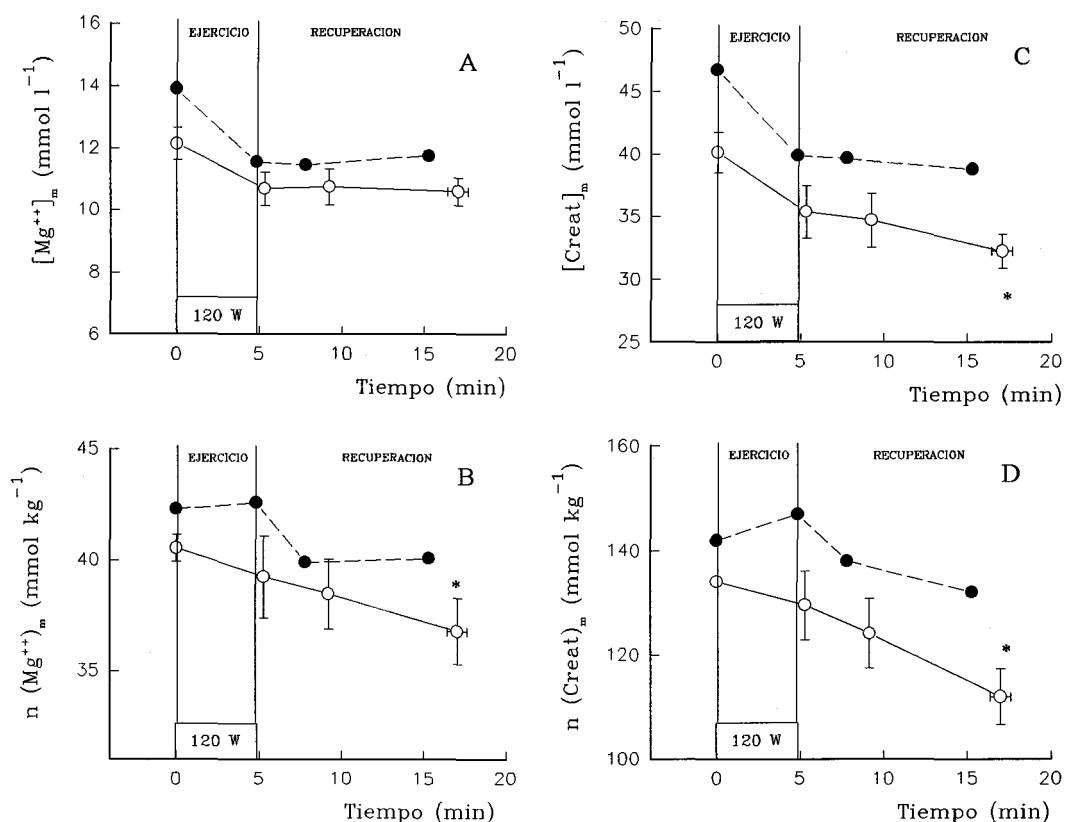 [Mg⁺⁺]ₘ (mmol l⁻¹)
16
14
12
10
8
6
EJERCICIO
RECUPERACION
A
120 W
0
5
10
15
20
Tiempo (min)
[Creat]ₘ (mmol l⁻¹)
50
45
40
35
30
25
EJERCICIO
RECUPERACION
C
*
120 W
0
5
10
15
20
Tiempo (min)
n (Mg⁺⁺)ₘ (mmol kg⁻¹)
45
40
35
EJERCICIO
RECUPERACION
B
*
120 W
0
5
10
15
20
Tiempo (min)
n (Creat)ₘ (mmol kg⁻¹)
160
140
120
100
EJERCICIO
RECUPERACION
D
*
120 W
0
5
10
15
20
Tiempo (min)